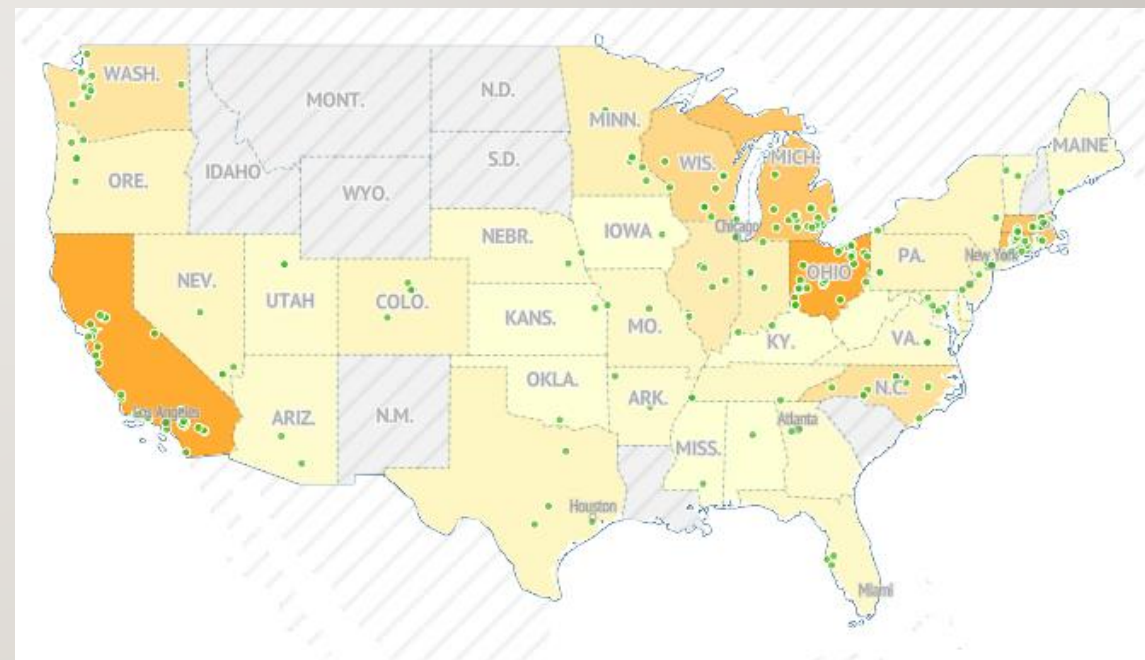 WASH.
MONT.
N.D.
MINN.
MAINE
ORE.
IDAHO
S.D.
WIS.
MICH.
WYO.
Chicago
NEBR.
IOWA
NEV.
UTAH
COLO.
OHIO
PA.
New York
KANS.
MO.
KY.
VA.
Los Angeles
ARIZ.
N.M.
OKLA.
ARK.
N.C.
Atlanta
MISS.
Houston
Miami